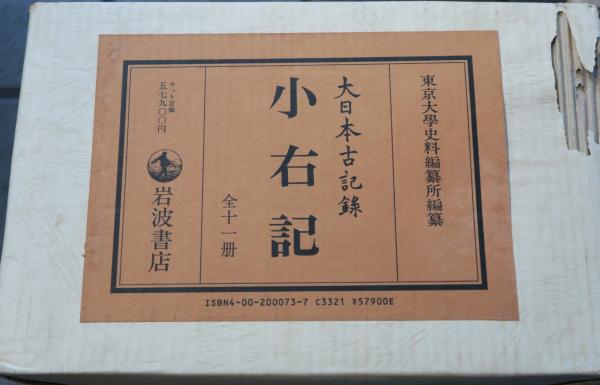 東京大學史料編纂所編纂
大日本古記錄
小右記
全十一册
セット定価
五七九〇〇円
岩波書店
ISBN4-00-200073-7 C3321 ¥57900E